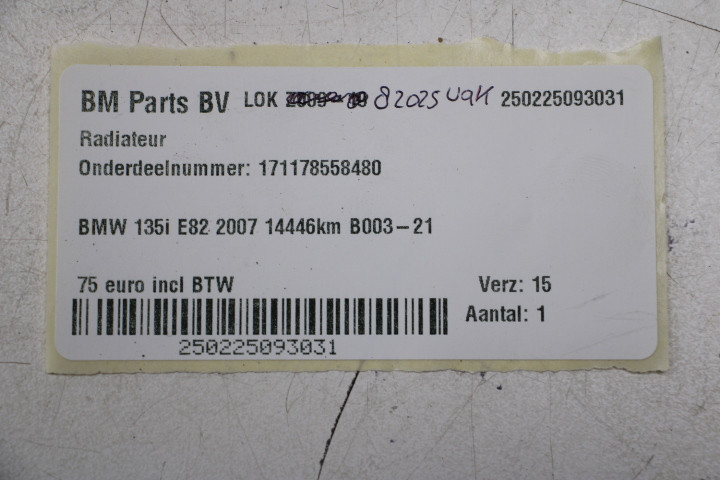 BM Parts BV LOK 82025 vak 250225093031
Radiateur
Onderdeelnummer: 171178558480
BMW 135i E82 2007 14446km B003-21
75 euro incl BTW Verz: 15
Aantal: 1
250225093031